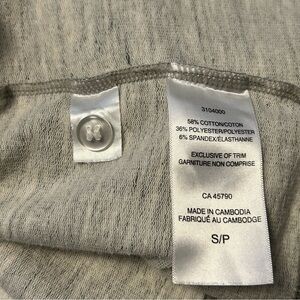 3104000
58% COTTON/COTON
36% POLYESTER/POLYESTER
6% SPANDEX/ÉLASTHANNE
EXCLUSIVE OF TRIM
GARNITURE NON COMPRISE
CA 45790
MADE IN CAMBODIA
FABRIQUÉ AU CAMBODGE
S/P